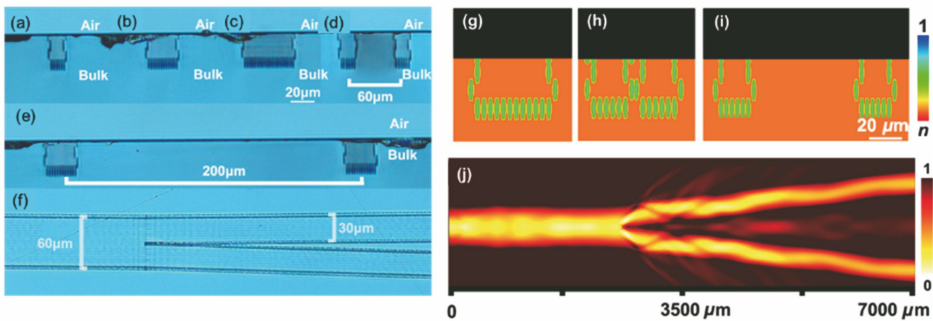 (a) Air (b) Air (c) Air (d) Air
Bulk Bulk Bulk Bulk
20μm
60μm
(e) Air
Bulk
200μm
(f)
60μm 30μm
(g) (h) (i) 1
20 μm n
(j) 1
0
0 3500 μm 7000 μm